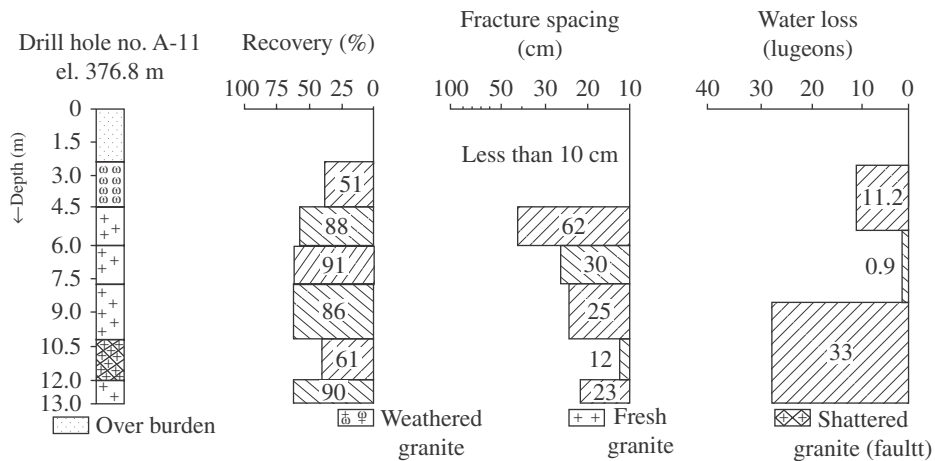 Drill hole no. A-11
el. 376.8 m
Recovery (%)
100 75 50 25 0
Fracture spacing
(cm)
100 30 20 10
Water loss
(lugeons)
40 30 20 10 0
←Depth (m)
0
1.5
3.0
4.5
6.0
7.5
9.0
10.5
12.0
13.0
51
88
91
86
61
90
Less than 10 cm
62
30
25
12
23
11.2
0.9
33
Over burden
Weathered
granite
Fresh
granite
Shattered
granite (faultt)